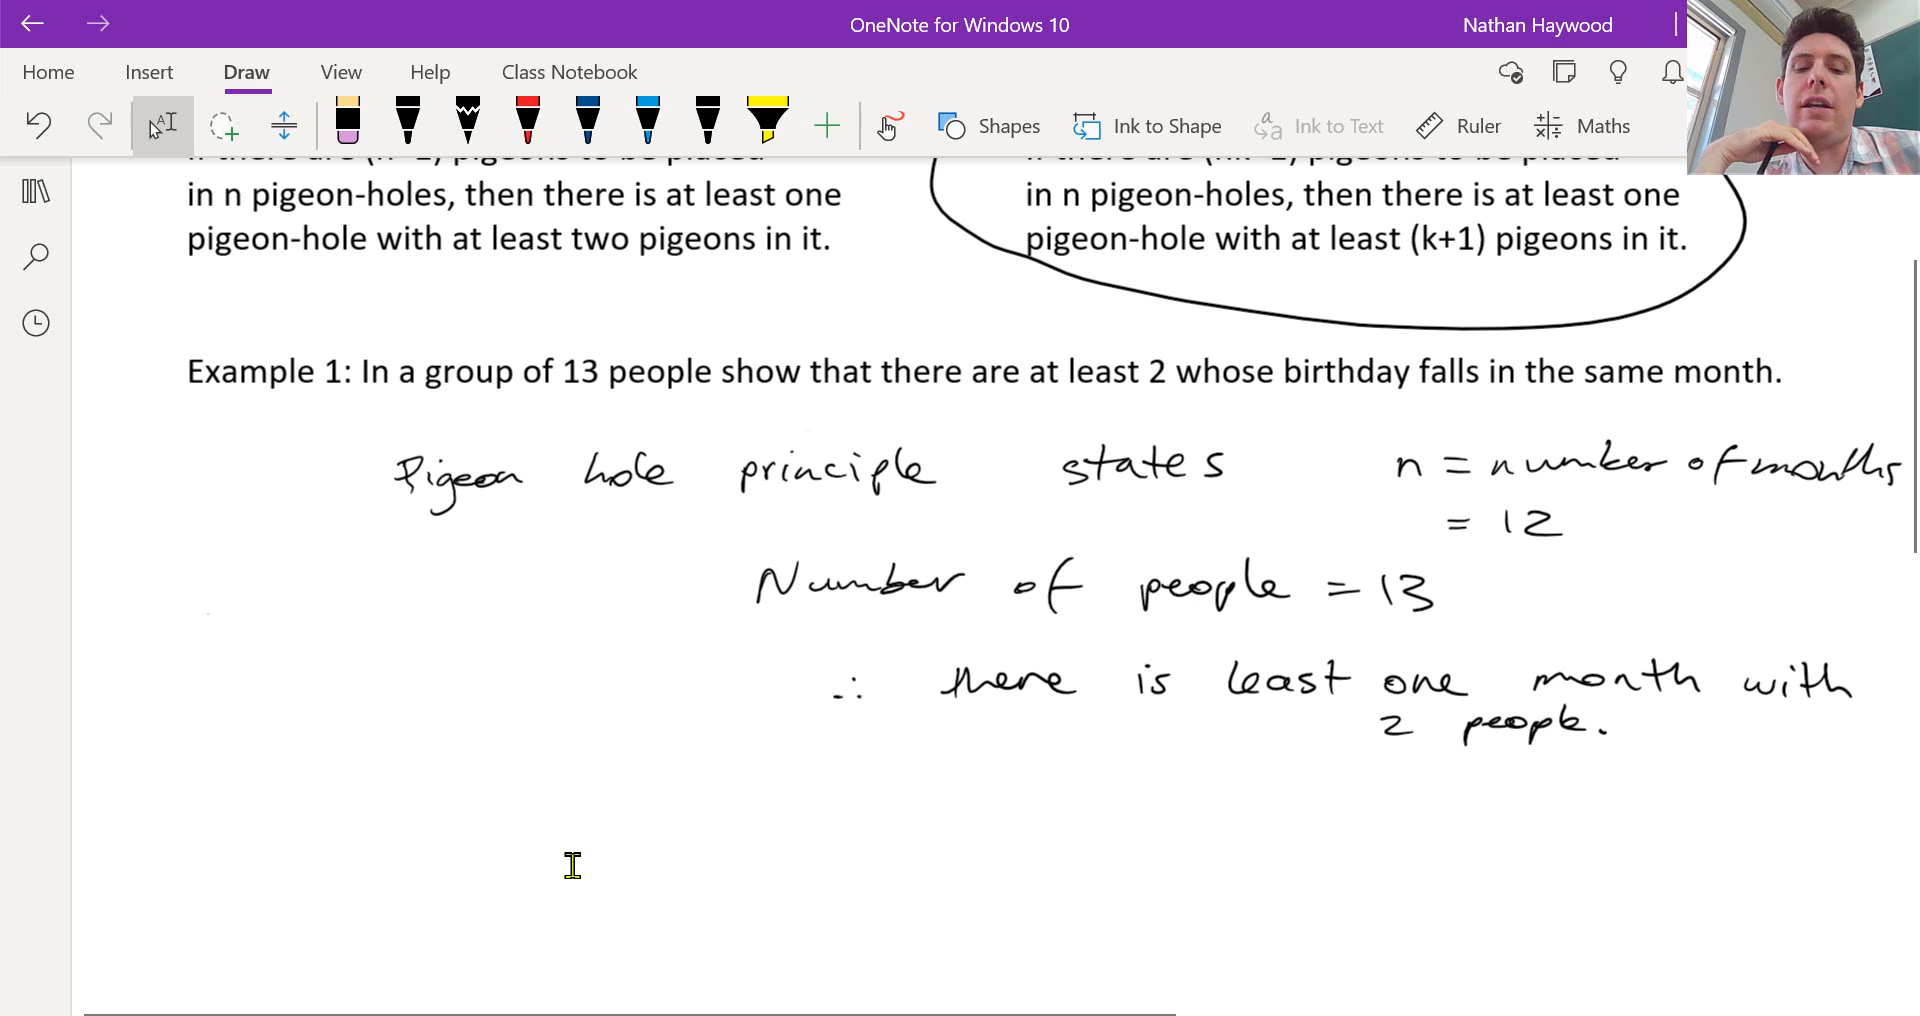 OneNote for Windows 10
Nathan Haywood
Home Insert Draw View Help Class Notebook
Shapes Ink to Shape Ink to Text Ruler Maths
in n pigeon-holes, then there is at least one
pigeon-hole with at least two pigeons in it.
in n pigeon-holes, then there is at least one
pigeon-hole with at least (k+1) pigeons in it.
Example 1: In a group of 13 people show that there are at least 2 whose birthday falls in the same month.
Pigeon hole principle states n = number of months
= 12
Number of people = 13
∴ there is least one month with
2 people.